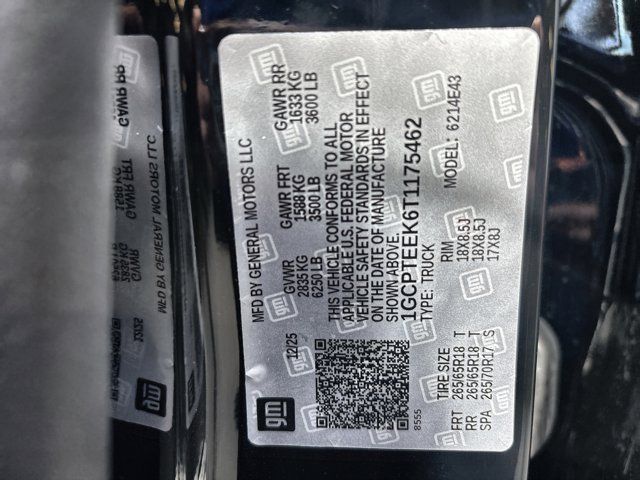 gm
12/25
MFD BY GENERAL MOTORS LLC
GVWR
2835 KG
6250 LB
GAWR FRT
1588 KG
3500 LB
GAWR RR
1633 KG
3600 LB
THIS VEHICLE CONFORMS TO ALL
APPLICABLE U.S. FEDERAL MOTOR
VEHICLE SAFETY STANDARDS IN EFFECT
ON THE DATE OF MANUFACTURE
SHOWN ABOVE.
1GCPTEEK6T1175462
TYPE: TRUCK
MODEL: 6214E43
8555
TIRE SIZE RIM
FRT 265/65R18 T 18X8.5J
RR 265/65R18 T 18X8.5J
SPA 265/70R17 S 17X8J